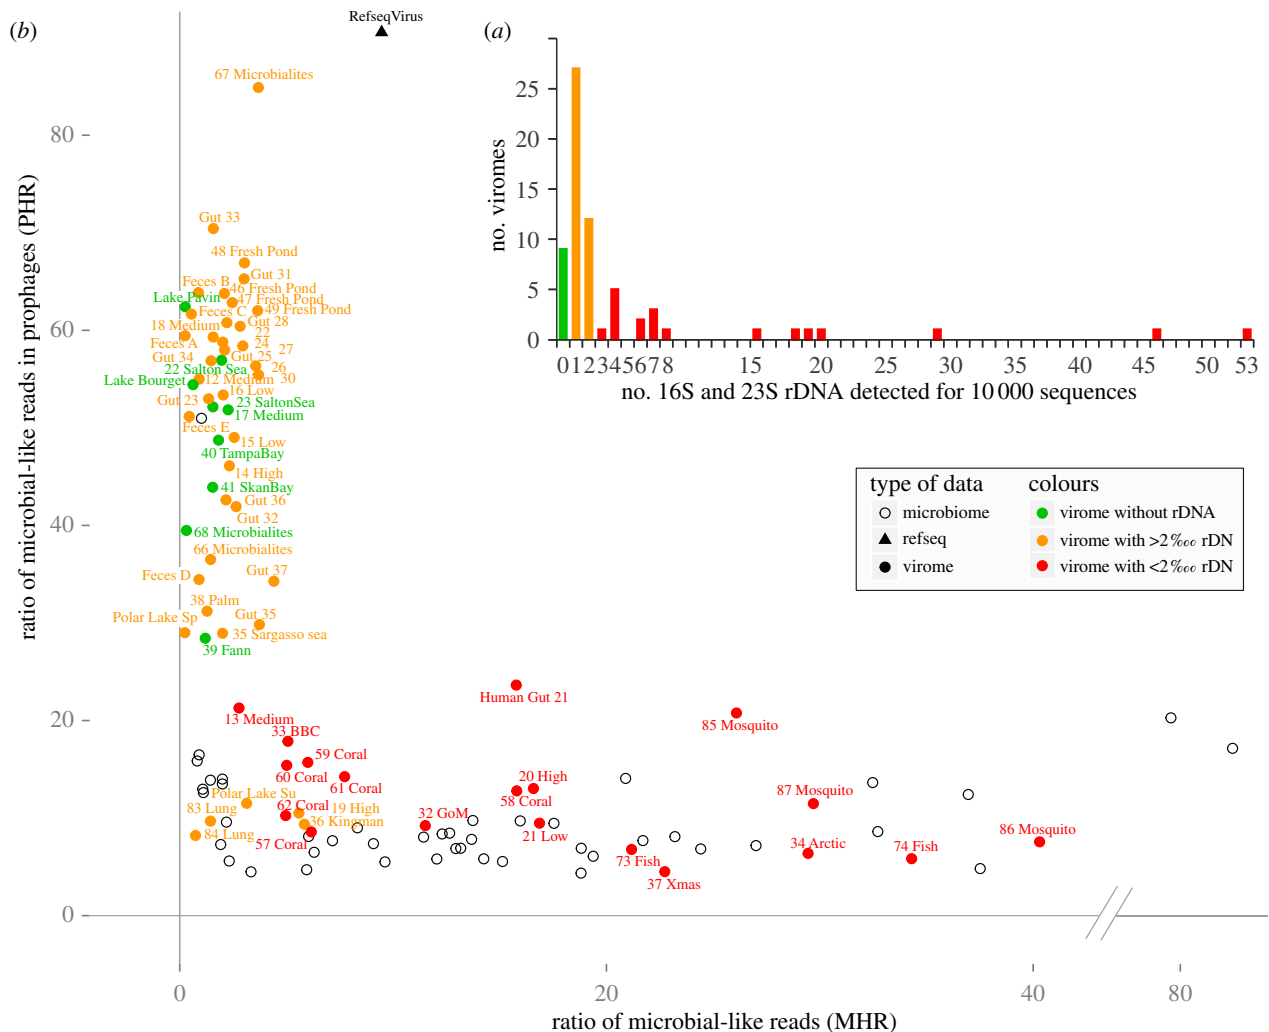 (b)
RefseqVirus
(a)
67 Microbialites
80
25
20
15
10
5
0
no. viromes
012345678
15
20
25
30
35
40
45
50
53
no. 16S and 23S rDNA detected for 10 000 sequences
ratio of microbial-like reads in prophages (PHR)
Gut 33
48 Fresh Pond
Gut 31
Feces B
46 Fresh Pond
Lake Pavin
47 Fresh Pond
Feces C
49 Fresh Pond
60
18 Medium
Gut 28
22
Feces A
24
27
Gut 34
Gut 25
22 Salton Sea
26
Lake Bourget
12 Medium
30
16 Low
Gut 23
23 SaltonSea
17 Medium
Feces E
15 Low
40 TampaBay
14 High
41 SkanBay
Gut 36
Gut 32
40
68 Microbialites
66 Microbialites
Feces D
Gut 37
38 Palm
Polar Lake Sp
Gut 35
35 Sargasso sea
39 Fann
type of data
microbiome
refseq
virome
colours
virome without rDNA
virome with >2‱ rDN
virome with <2‱ rDN
Human Gut 21
20
13 Medium
85 Mosquito
33 BBC
59 Coral
60 Coral
61 Coral
20 High
Polar Lake Su
58 Coral
87 Mosquito
62 Coral
83 Lung
19 High
32 GoM
36 Kingman
84 Lung
57 Coral
21 Low
86 Mosquito
34 Arctic
74 Fish
73 Fish
37 Xmas
0
0
20
40
80
ratio of microbial-like reads (MHR)